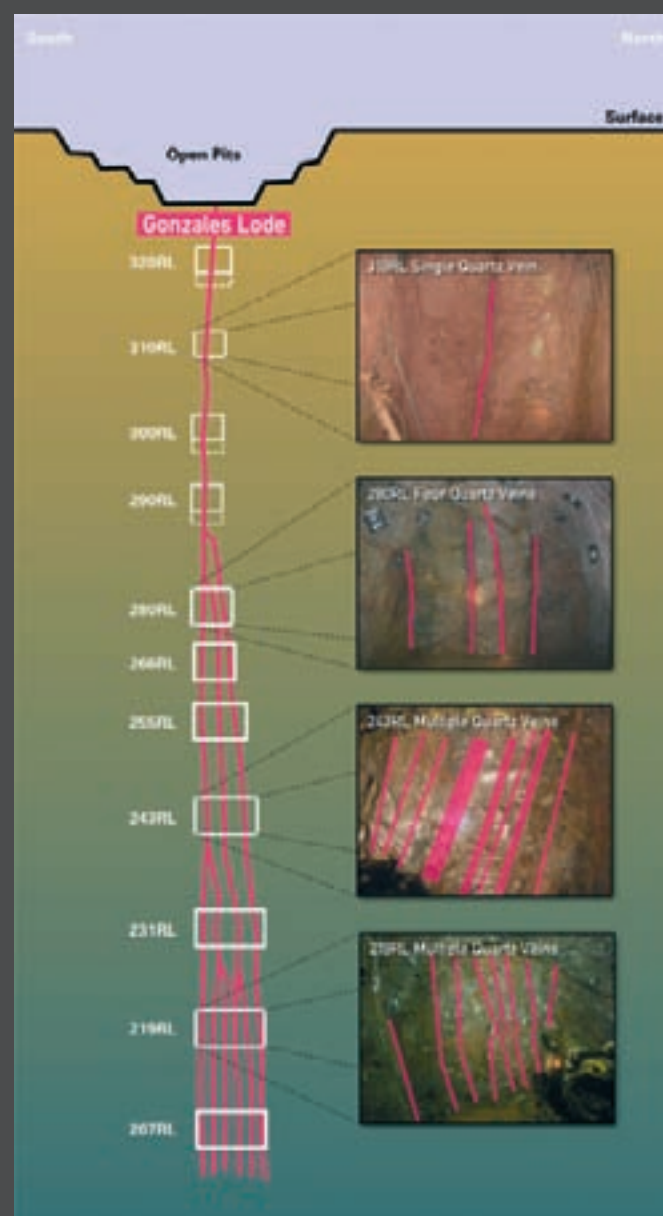 South
North
Surface
Open Pits
Gonzales Lode
320RL
310RL
300RL
290RL
280RL
266RL
255RL
243RL
231RL
219RL
207RL
310RL Single Quartz Vein
280RL Four Quartz Veins
243RL Multiple Quartz Veins
219RL Multiple Quartz Veins